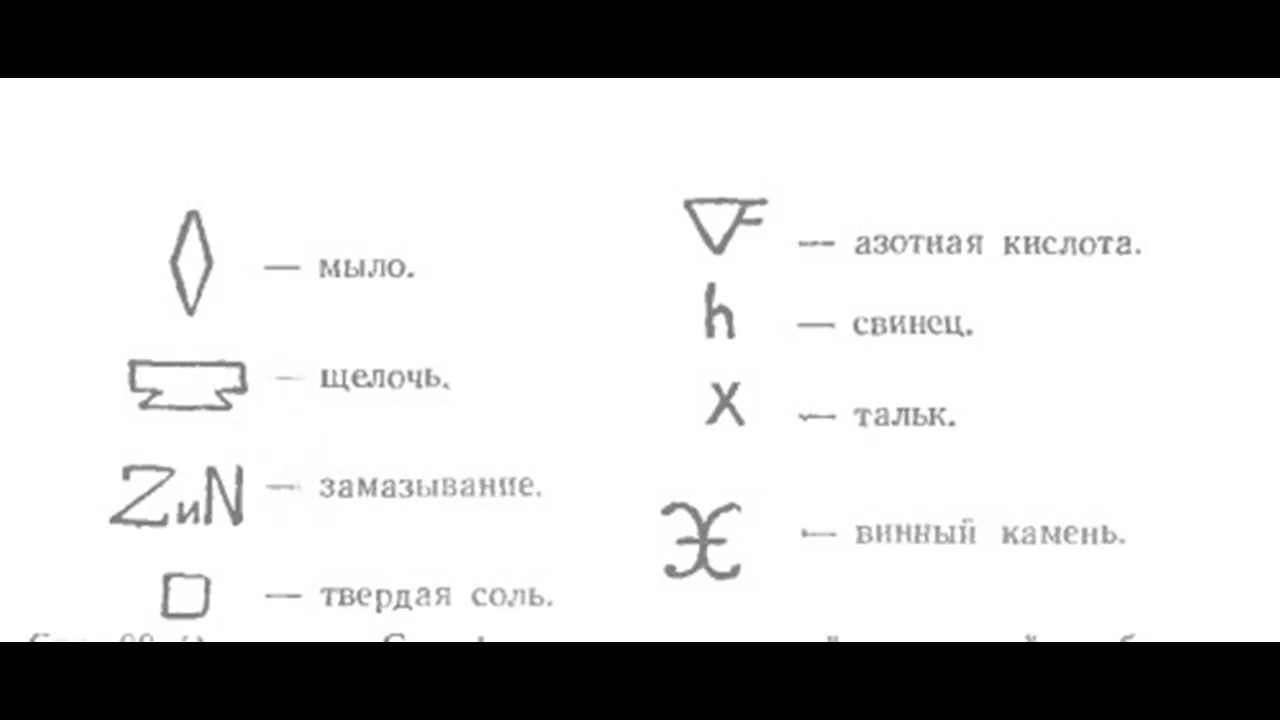 — мыло.
— щелочь.
ZиN — замазывание.
— твердая соль.
— азотная кислота.
h — свинец.
X — тальк.
— винный камень.